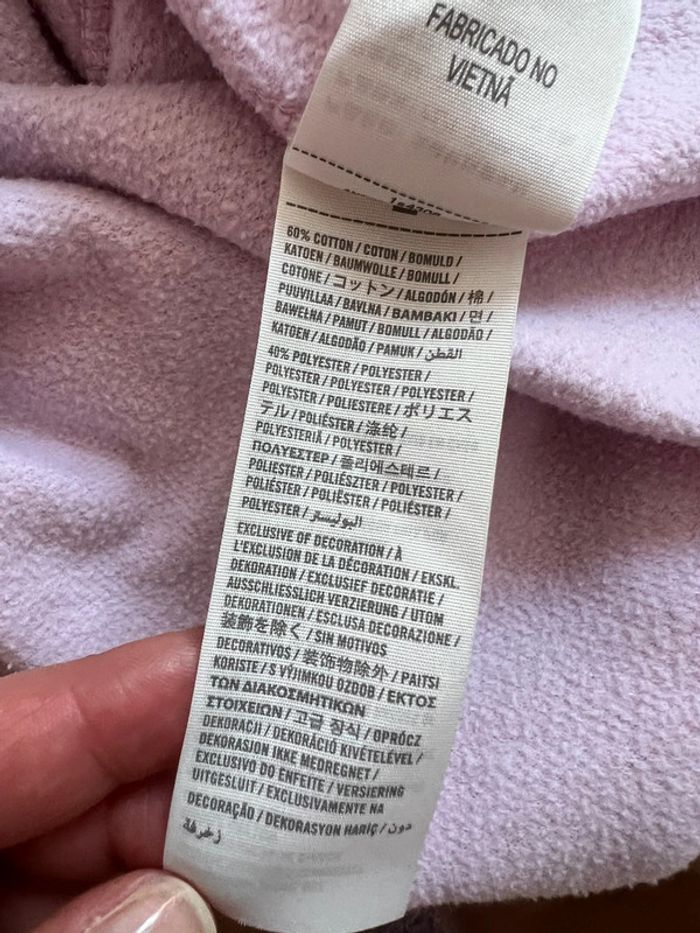 FABRICADO NO
VIETNÃ
60% COTTON / COTON / BOMULD /
KATOEN / BAUMWOLLE / BOMULL /
COTONE / コットン / ALGODÓN / 棉 /
PUUVILLAA / BAVLNA / ΒΑΜΒΑΚΙ / 면 /
BAWEŁNA / PAMUT / BOMULL / ALGODÃO /
KATOEN / ALGODÃO / PAMUK / القطن
40% POLYESTER / POLYESTER /
POLYESTER / POLYESTER / POLYESTER /
POLYESTER / POLIESTERE / ポリエス
テル / POLIÉSTER / 涤纶 /
POLYESTERIÄ / POLYESTER /
ΠΟΛΥΕΣΤΕΡ / 폴리에스테르 /
POLIESTER / POLIÉSZTER / POLYESTER /
POLIÉSTER / POLIÉSTER / POLIÉSTER /
POLYESTER / البوليستر
EXCLUSIVE OF DECORATION / À
L'EXCLUSION DE LA DÉCORATION / EKSKL.
DEKORATION / EXCLUSIEF DECORATIE /
AUSSCHLIESSLICH VERZIERUNG / UTOM
DEKORATIONEN / ESCLUSA DECORAZIONE /
装飾を除く / SIN MOTIVOS
DECORATIVOS / 装饰物除外 / PAITSI
KORISTE / S VÝJIMKOU OZDOB / ΕΚΤΟΣ
ΤΩΝ ΔΙΑΚΟΣΜΗΤΙΚΩΝ
ΣΤΟΙΧΕΙΩΝ / 고급 장식 / OPRÓCZ
DEKORACJI / DEKORÁCIÓ KIVÉTELÉVEL /
DEKORASJON IKKE MEDREGNET /
EXCLUSIVO DO ENFEITE / VERSIERING
UITGESLUIT / EXCLUSIVAMENTE NA
DECORAÇÃO / DEKORASYON HARİÇ / دون
زخرفة